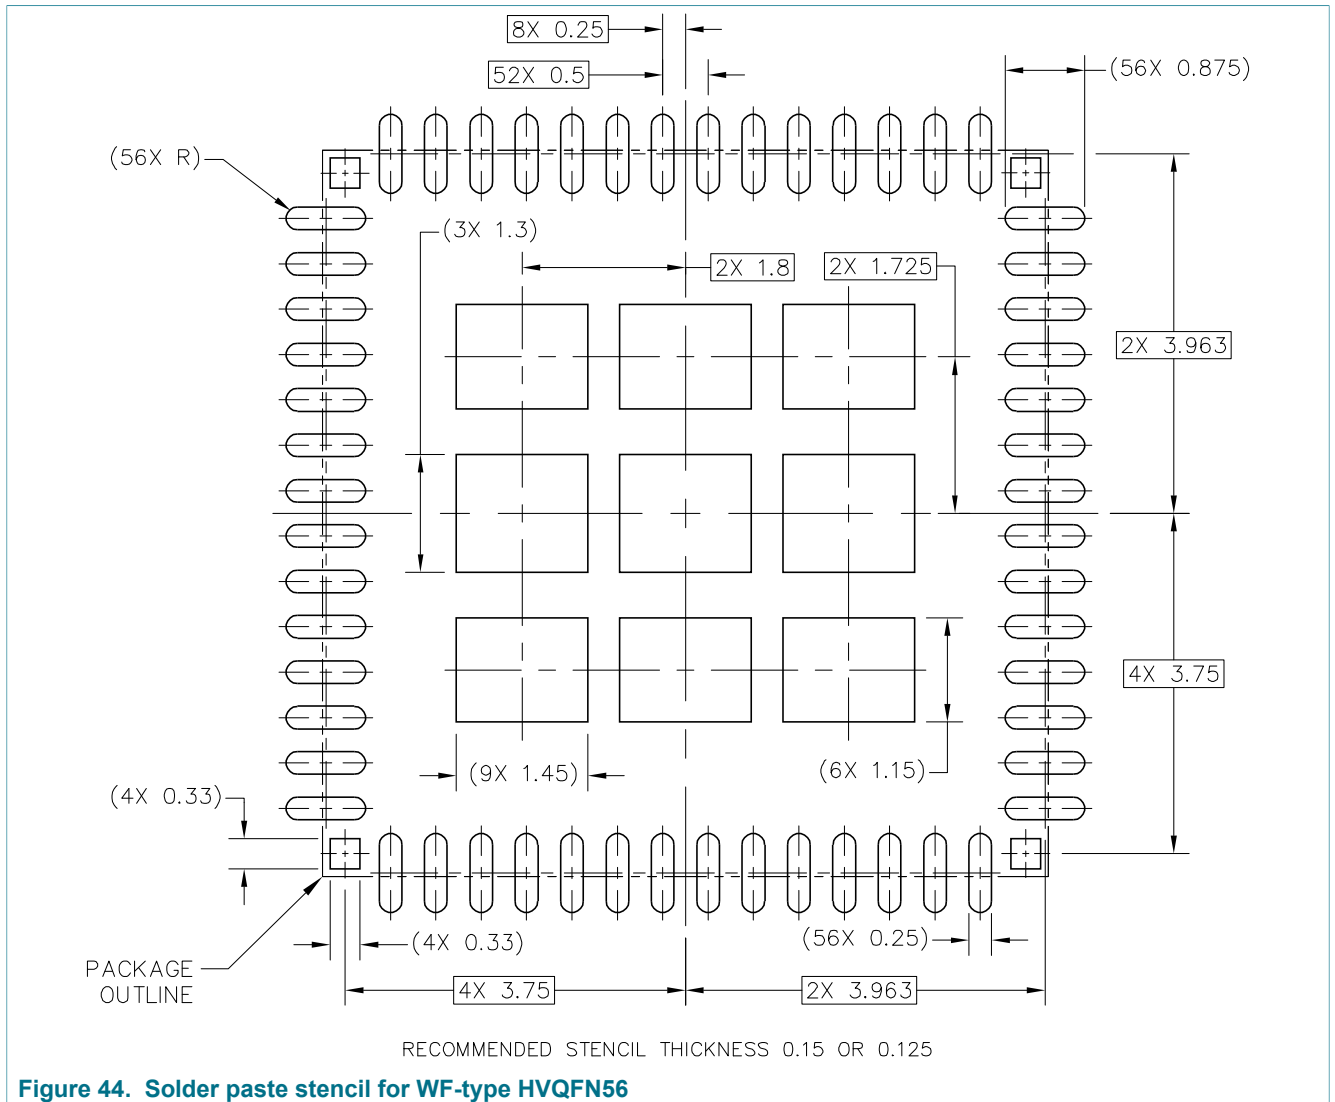 8X 0.25
52X 0.5
(56X 0.875)
(56X R)
(3X 1.3)
2X 1.8
2X 1.725
2X 3.963
4X 3.75
(9X 1.45)
(6X 1.15)
(4X 0.33)
(4X 0.33)
(56X 0.25)
PACKAGE
OUTLINE
4X 3.75
2X 3.963
RECOMMENDED STENCIL THICKNESS 0.15 OR 0.125
Figure 44. Solder paste stencil for WF-type HVQFN56